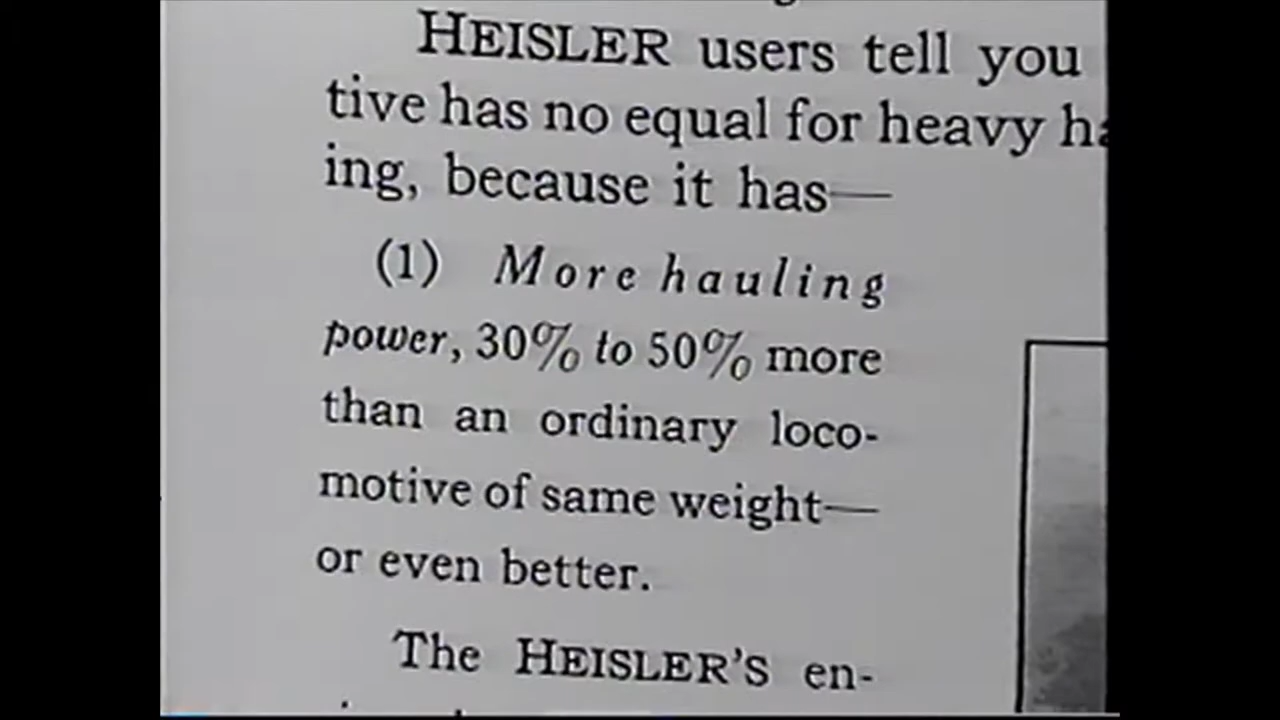 HEISLER users tell you
tive has no equal for heavy
ing, because it has—
(1) More hauling
power, 30% to 50% more
than an ordinary loco-
motive of same weight—
or even better.
The HEISLER'S en-